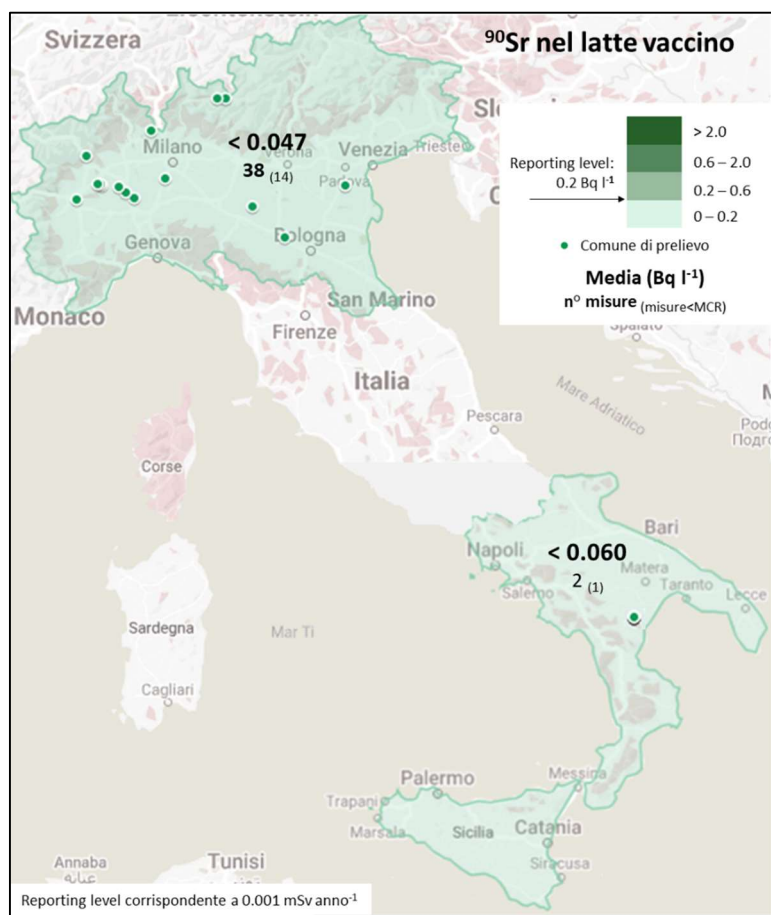 Liechtenstein
Svizzera
⁹⁰Sr nel latte vaccino
> 2.0
Reporting level:
0.6 – 2.0
0.2 Bq l⁻¹
0.2 – 0.6
0 – 0.2
Comune di prelievo
Media (Bq l⁻¹)
n° misure (misure<MCR)
< 0.047
38 (14)
Milano
Verona
Venezia
Trieste
Padova
Genova
Bologna
Monaco
San Marino
Firenze
Spalato
Italia
Mare Adriatico
Pescara
Corse
Bari
Napoli
< 0.060
2 (1)
Matera
Salerno
Taranto
Lecce
Sardegna
Mar Ti
Cagliari
Palermo
Messina
Trapani
Marsala
Sicilia
Catania
Siracusa
Annaba
عنابة
Tunisi
Reporting level corrispondente a 0.001 mSv anno⁻¹